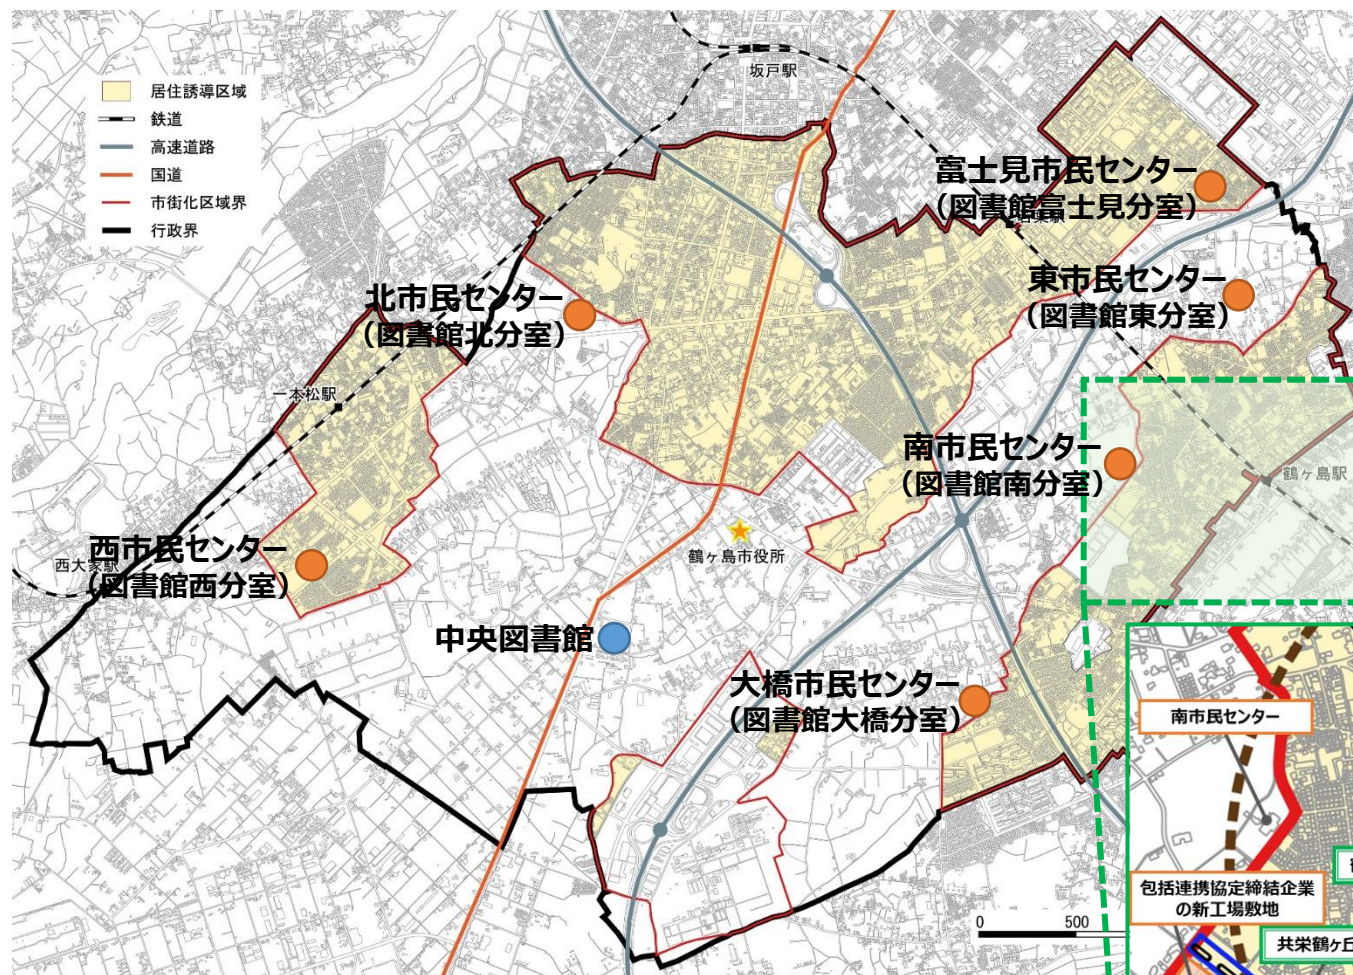 坂戸駅
居住誘導区域
鉄道
高速道路
国道
市街化区域界
行政界
富士見市民センター
（図書館富士見分室）
若葉駅
東市民センター
（図書館東分室）
北市民センター
（図書館北分室）
一本松駅
南市民センター
（図書館南分室）
鶴ヶ島駅
西市民センター
（図書館西分室）
西大家駅
鶴ヶ島市役所
中央図書館
大橋市民センター
（図書館大橋分室）
南市民センター
包括連携協定締結企業
の新工場敷地
共栄鶴ヶ丘
0 500